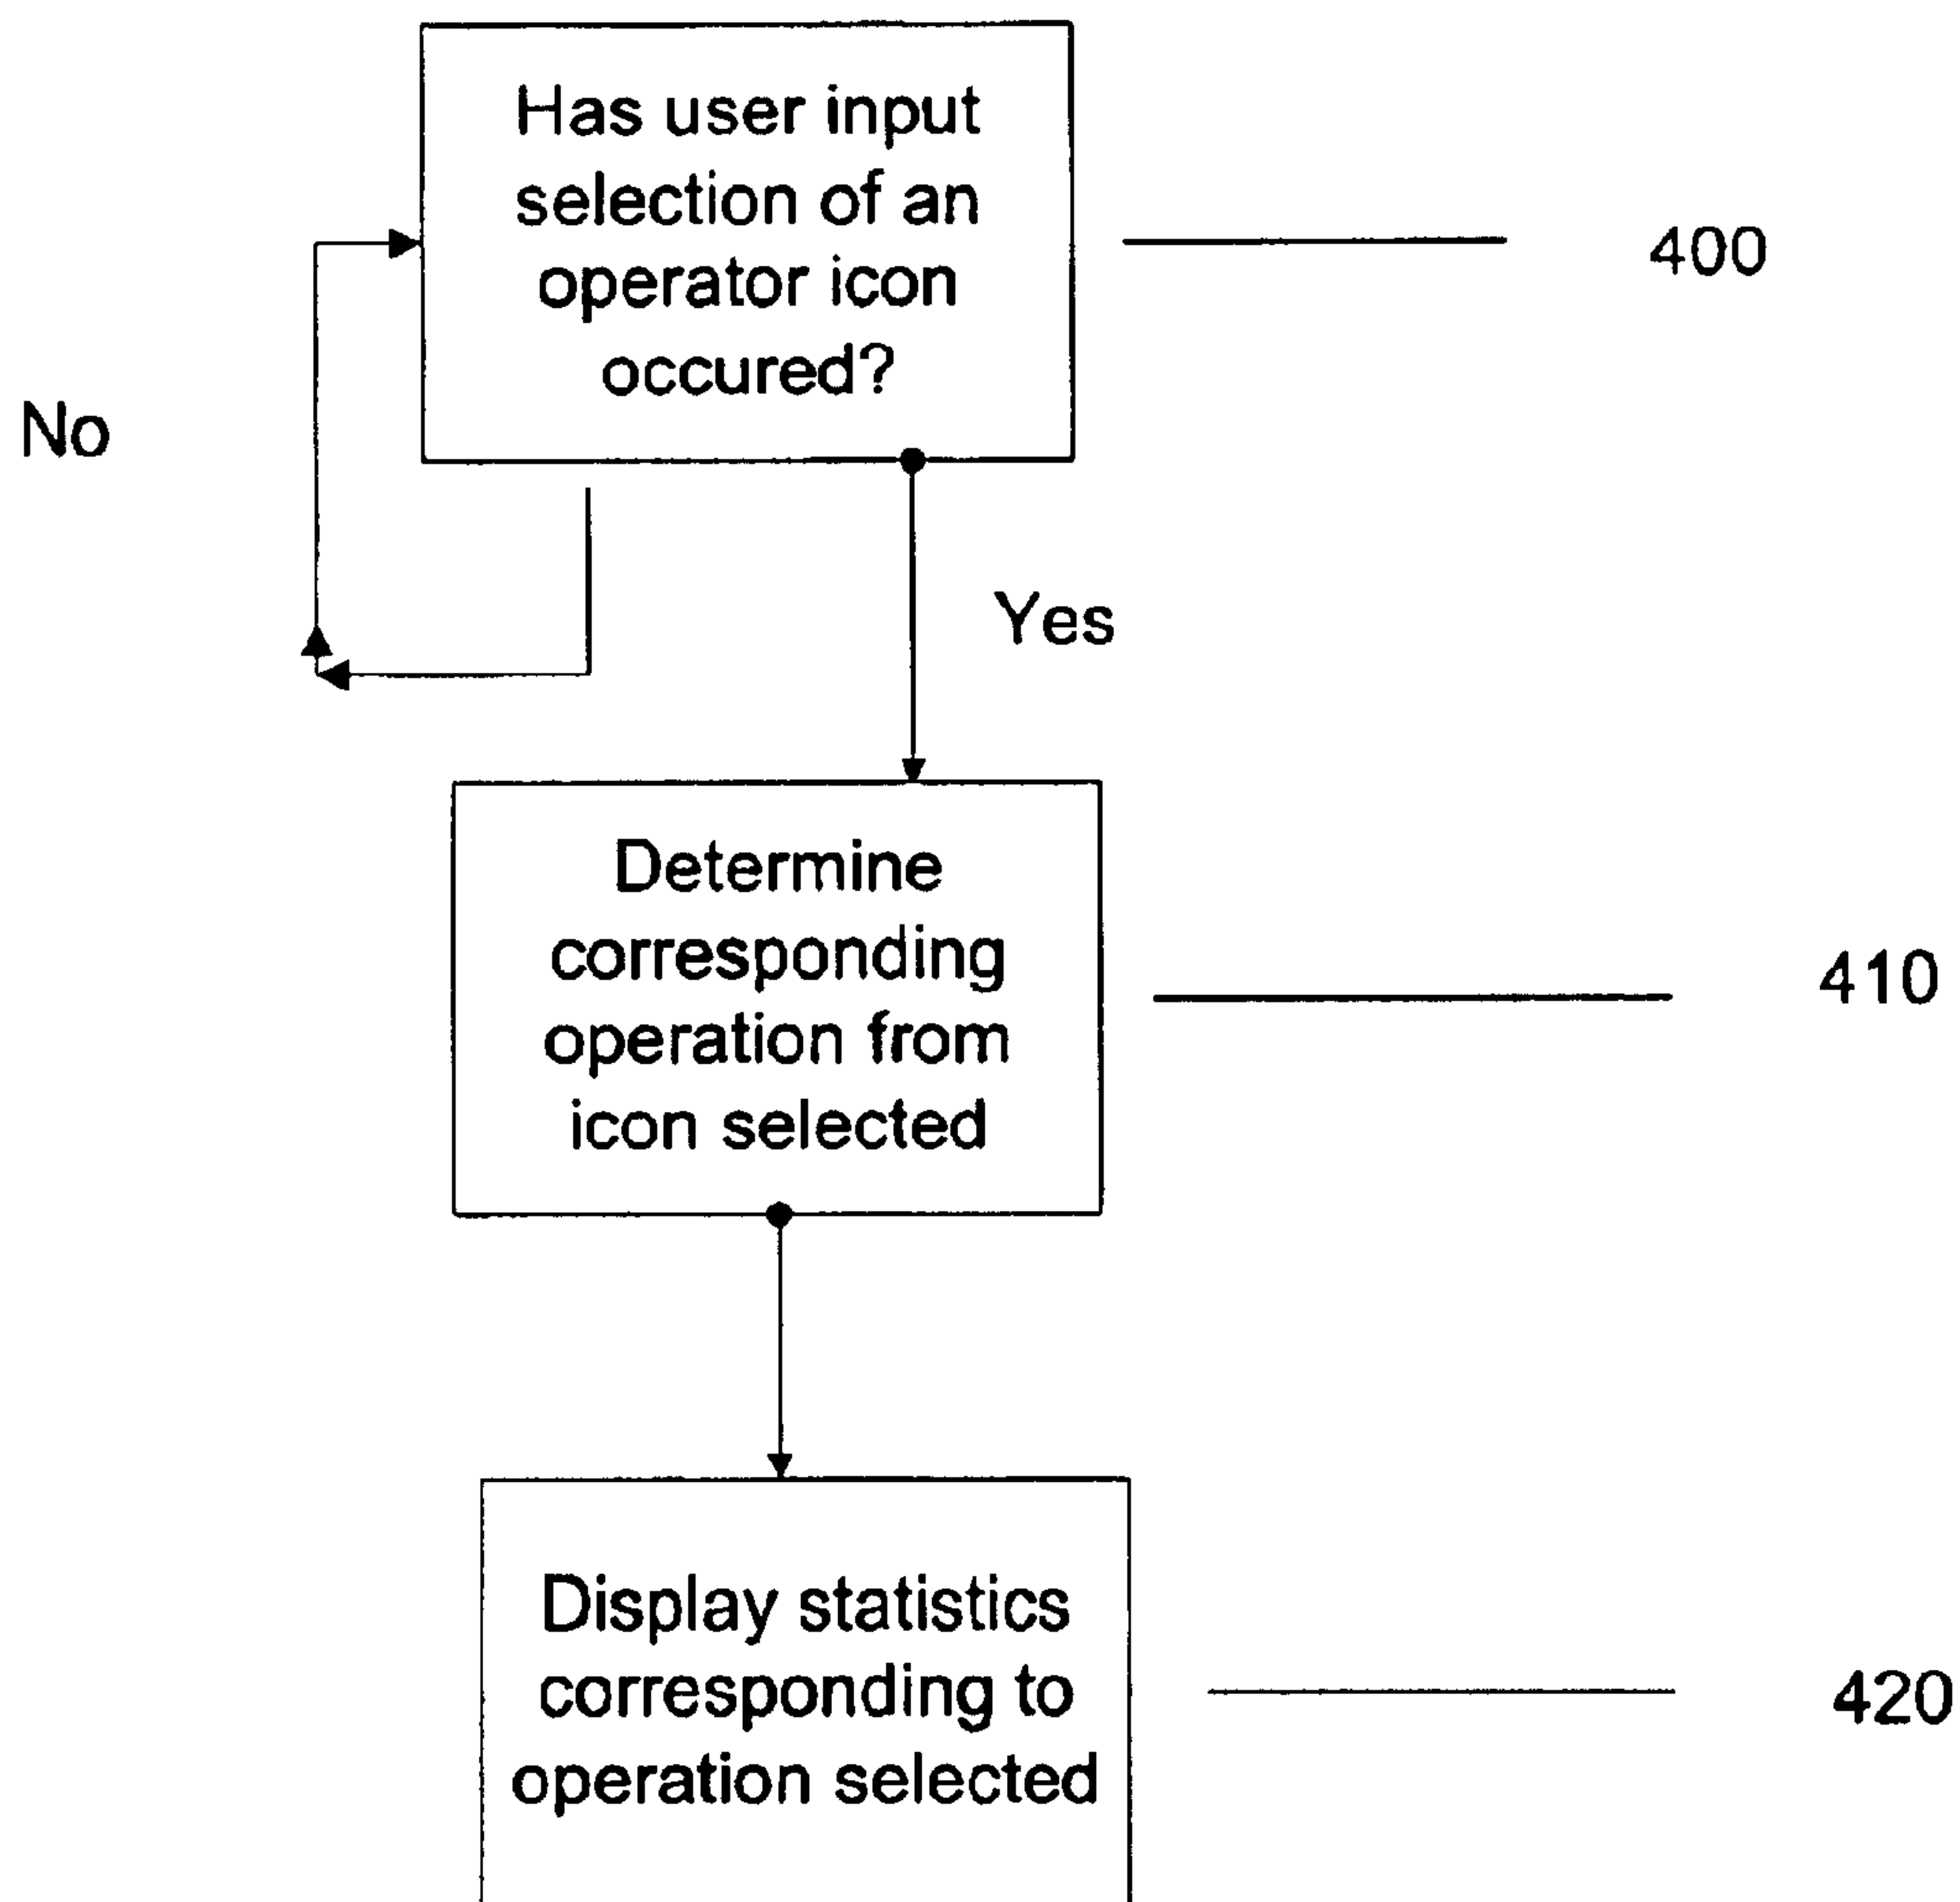 Has user input
selection of an
operator icon
occured?
400
No
Yes
Determine
corresponding
operation from
icon selected
410
Display statistics
corresponding to
operation selected
420